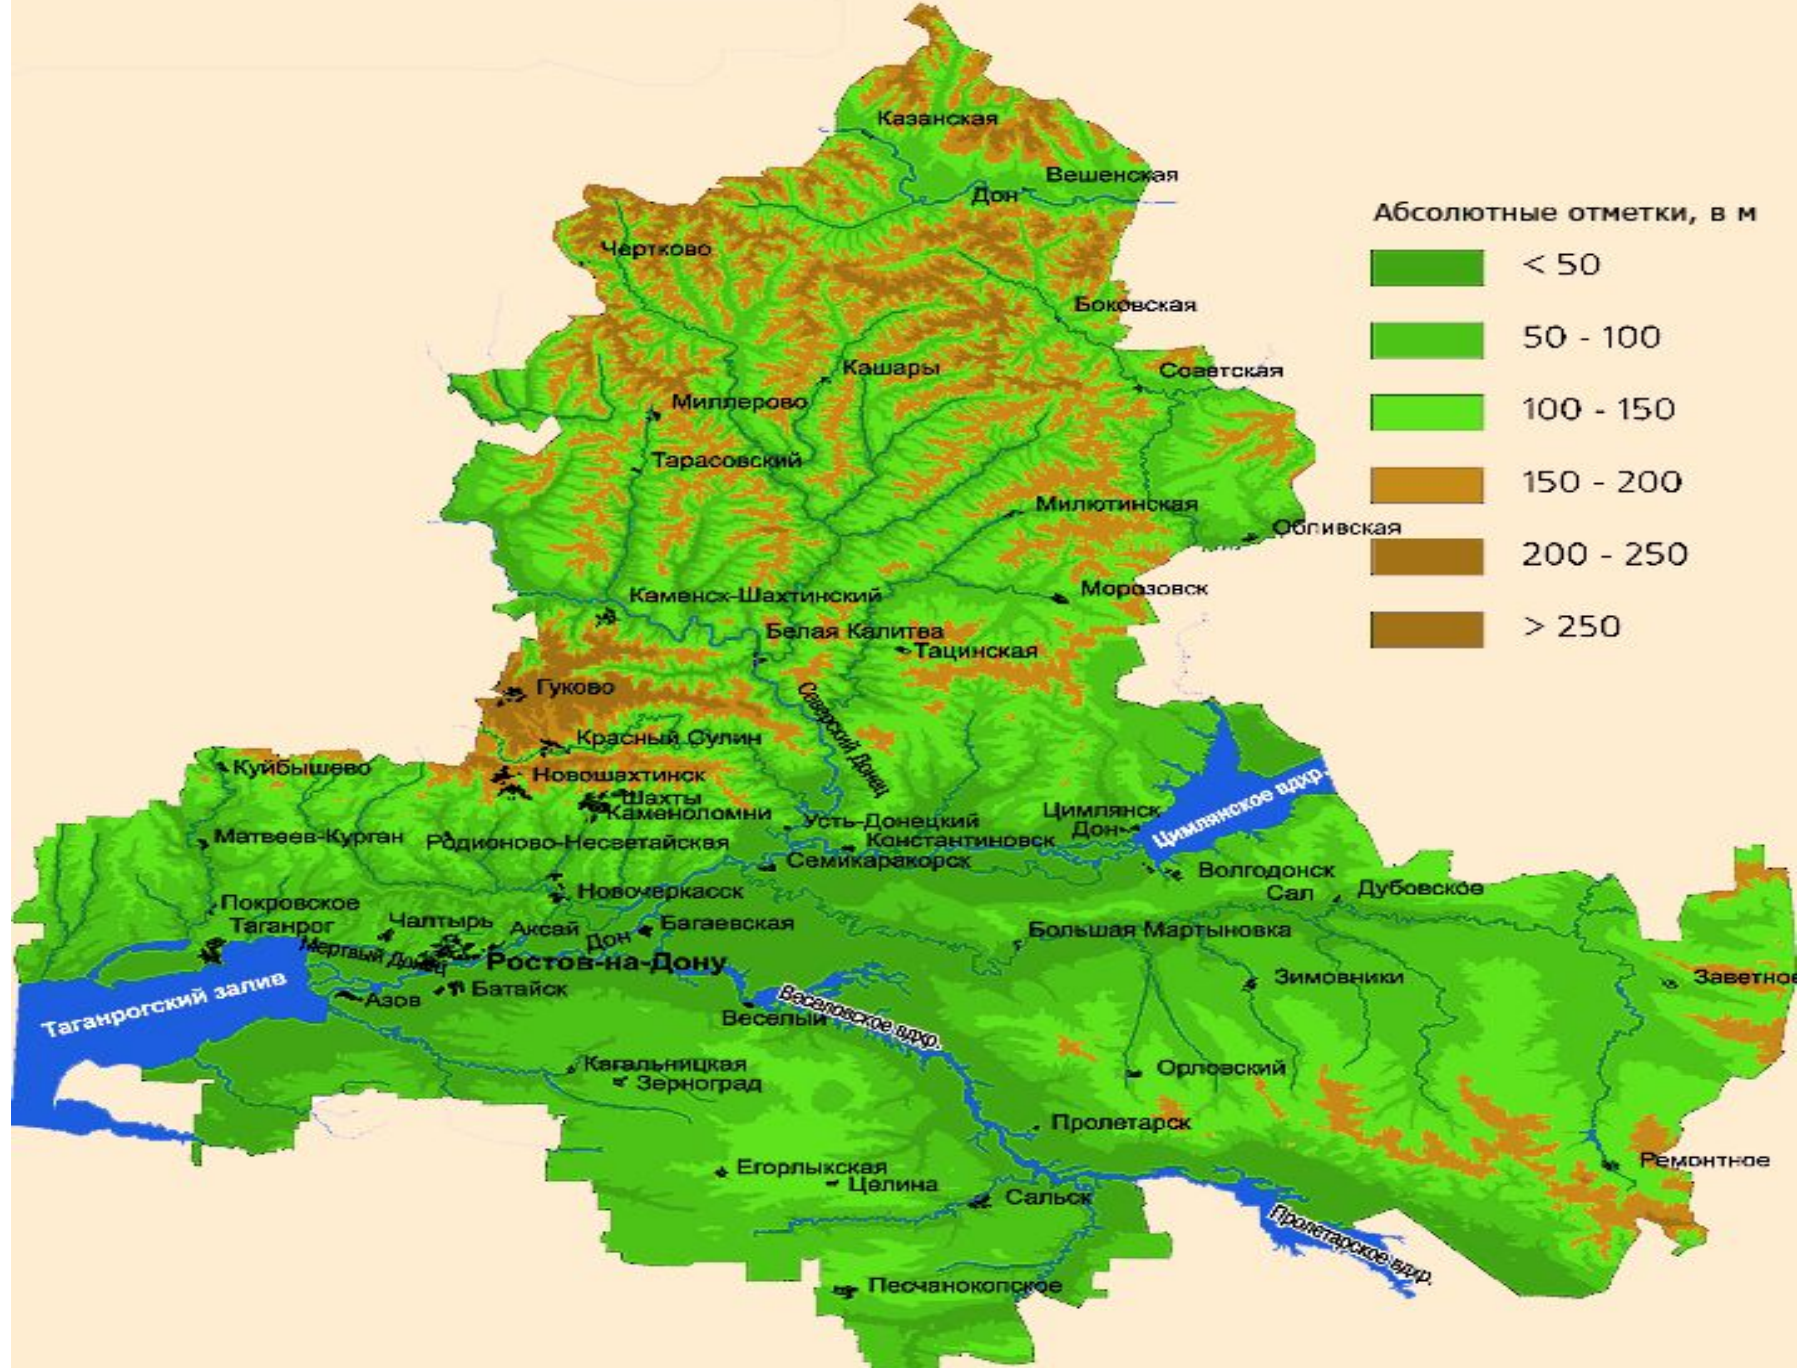 Казанская
Вешенская
Дон
Абсолютные отметки, в м
Чертково
< 50
Боковская
50 - 100
Кашары
Советская
Миллерово
100 - 150
Тарасовский
150 - 200
Милютинская
Обливская
200 - 250
Каменск-Шахтинский
Морозовск
Белая Калитва
> 250
Тацинская
Гуково
Северский Донец
Красный Сулин
Куйбышево
Новошахтинск
Шахты
Каменоломни
Цимлянское вдхр.
Цимлянск
Усть-Донецкий
Дон
Матвеев-Курган
Родионово-Несветайская
Константиновск
Семикаракорск
Волгодонск
Новочеркасск
Сал
Дубовское
Покровское
Таганрог
Чалтырь
Аксай
Багаевская
Большая Мартыновка
Дон
Мертвый Донец
Ростов-на-Дону
Зимовники
Заветное
Батайск
Азов
Таганрогский залив
Веселый
Веселовское вдхр.
Кагальницкая
Зерноград
Орловский
Пролетарск
Егорлыкская
Целина
Ремонтное
Сальск
Пролетарское вдхр.
Песчанокопское